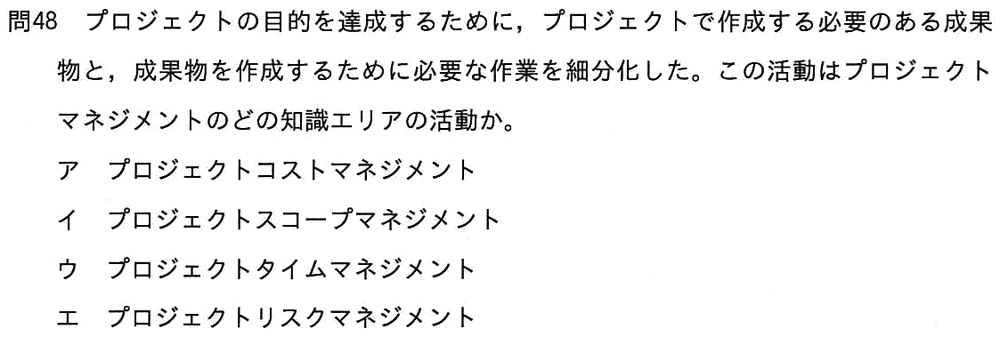 問48 プロジェクトの目的を達成するために，プロジェクトで作成する必要のある成果
物と，成果物を作成するために必要な作業を細分化した。この活動はプロジェクト
マネジメントのどの知識エリアの活動か。
ア プロジェクトコストマネジメント
イ プロジェクトスコープマネジメント
ウ プロジェクトタイムマネジメント
エ プロジェクトリスクマネジメント